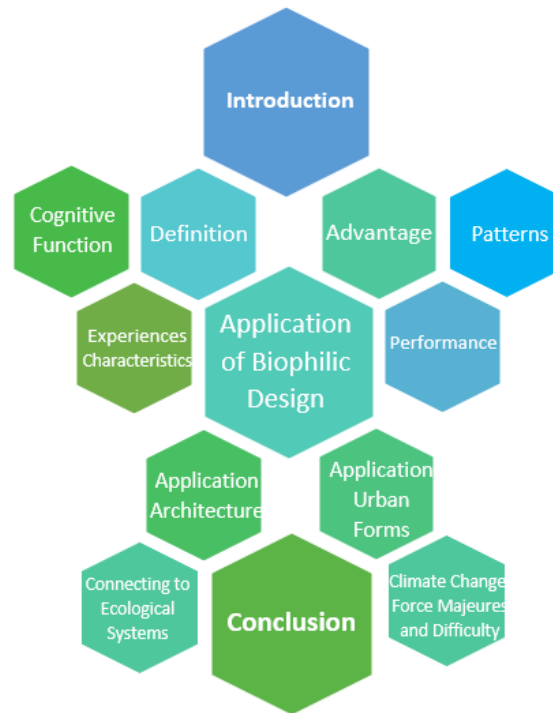 Introduction
Cognitive
Function
Definition
Advantage
Patterns
Experiences
Characteristics
Application
of Biophilic
Design
Performance
Application
Architecture
Application
Urban
Forms
Connecting to
Ecological
Systems
Conclusion
Climate Change
Force Majeures
and Difficulty